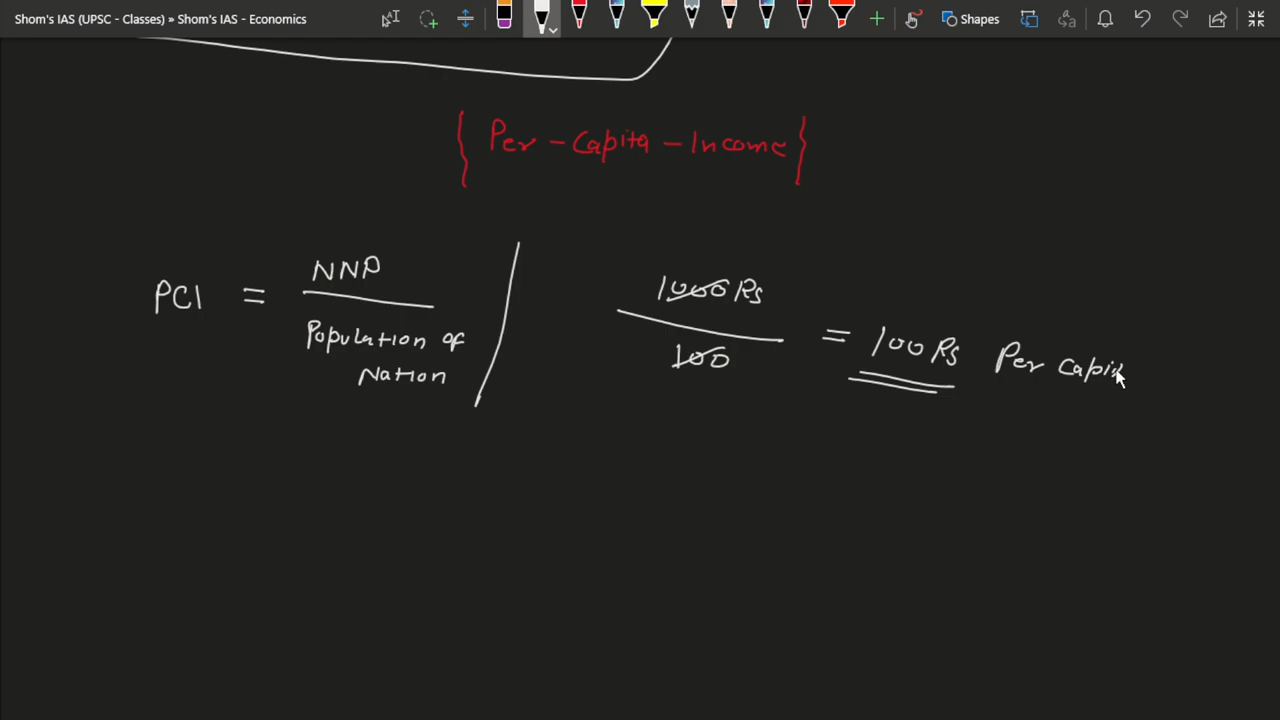 Shom's IAS (UPSC - Classes) » Shom's IAS - Economics
Shapes
{ Per - Capita - Income }
PCI = NNP
Population of
Nation
1000 Rs
100
= 100 Rs Per Capi